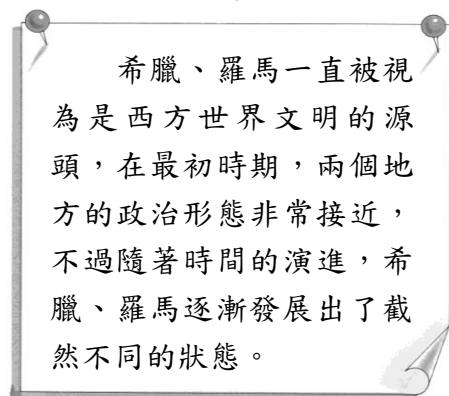 希臘、羅馬一直被視
為是西方世界文明的源
頭，在最初時期，兩個地
方的政治形態非常接近，
不過隨著時間的演進，希
臘、羅馬逐漸發展出了截
然不同的狀態。